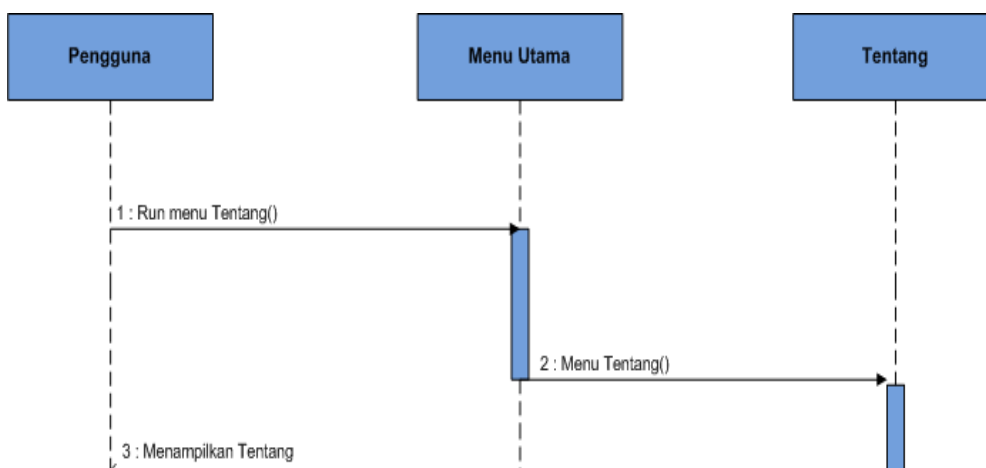 Pengguna
Menu Utama
Tentang
1 : Run menu Tentang()
2 : Menu Tentang()
3 : Menampilkan Tentang